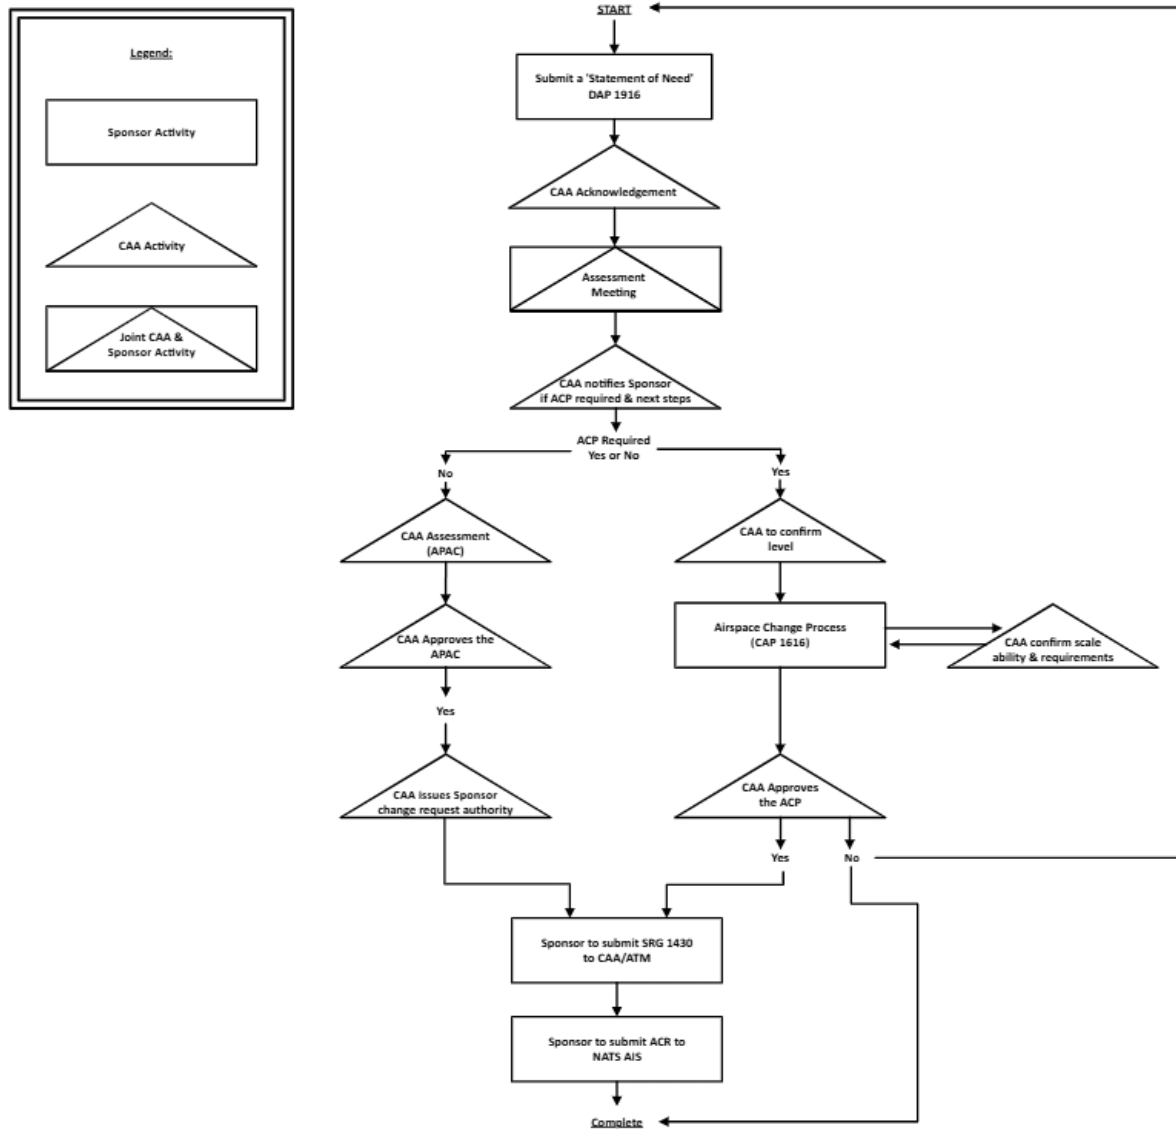 START
Legend:
Submit a 'Statement of Need'
DAP 1916
Sponsor Activity
CAA Acknowledgement
CAA Activity
Assessment
Meeting
Joint CAA &
Sponsor Activity
CAA notifies Sponsor
if ACP required & next steps
ACP Required
Yes or No
No
Yes
CAA Assessment
(APAC)
CAA to confirm
level
CAA Approves the
APAC
Airspace Change Process
(CAP 1616)
CAA confirm scale
ability & requirements
Yes
CAA Issues Sponsor
change request authority
CAA Approves
the ACP
Yes
No
Sponsor to submit SRG 1430
to CAA/ATM
Sponsor to submit ACR to
NATS AIS
Complete